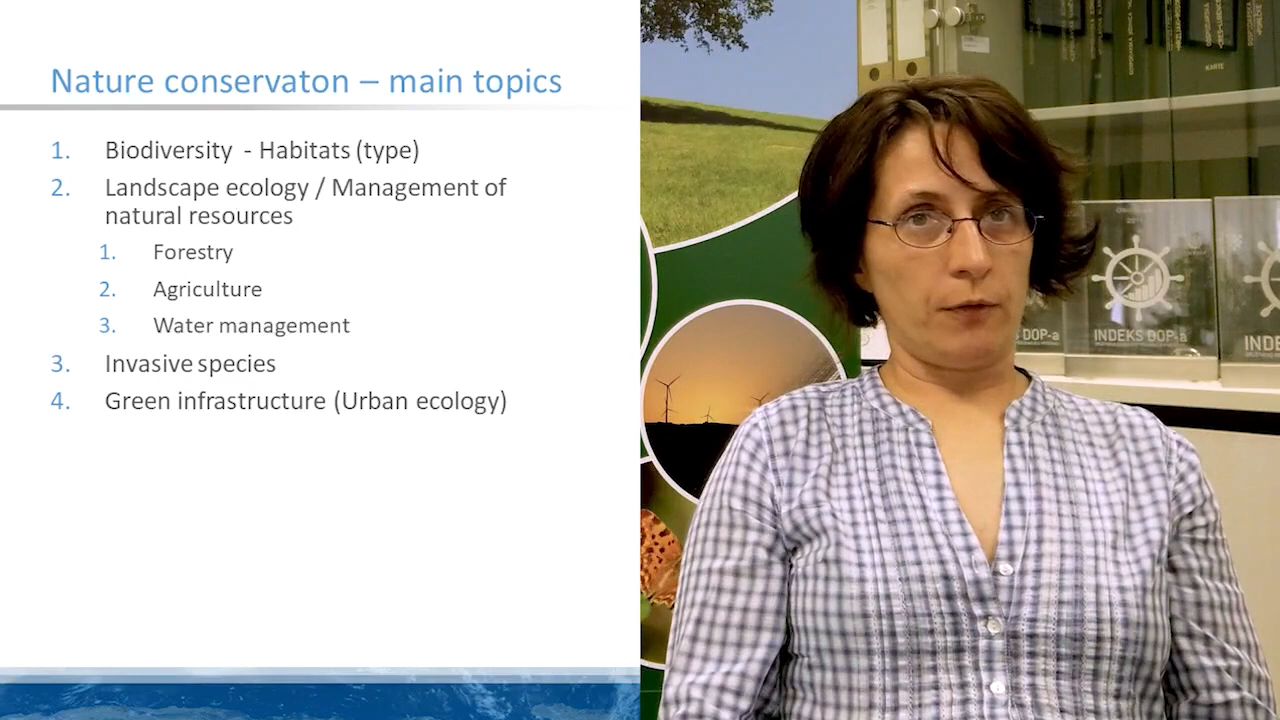 Nature conservaton – main topics
1. Biodiversity - Habitats (type)
2. Landscape ecology / Management of
natural resources
1. Forestry
2. Agriculture
3. Water management
3. Invasive species
4. Green infrastructure (Urban ecology)
KARTE
DOP-a
INDEKS DOP-a
INDE